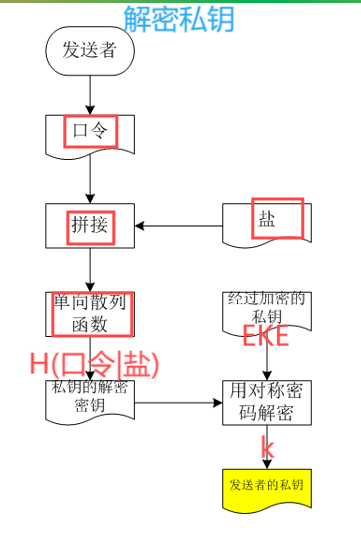 解密私钥
发送者
口令
拼接
盐
单向散列
函数
经过加密的
私钥
EKE
H(口令|盐)
私钥的解密
密钥
用对称密
码解密
k
发送者的私钥